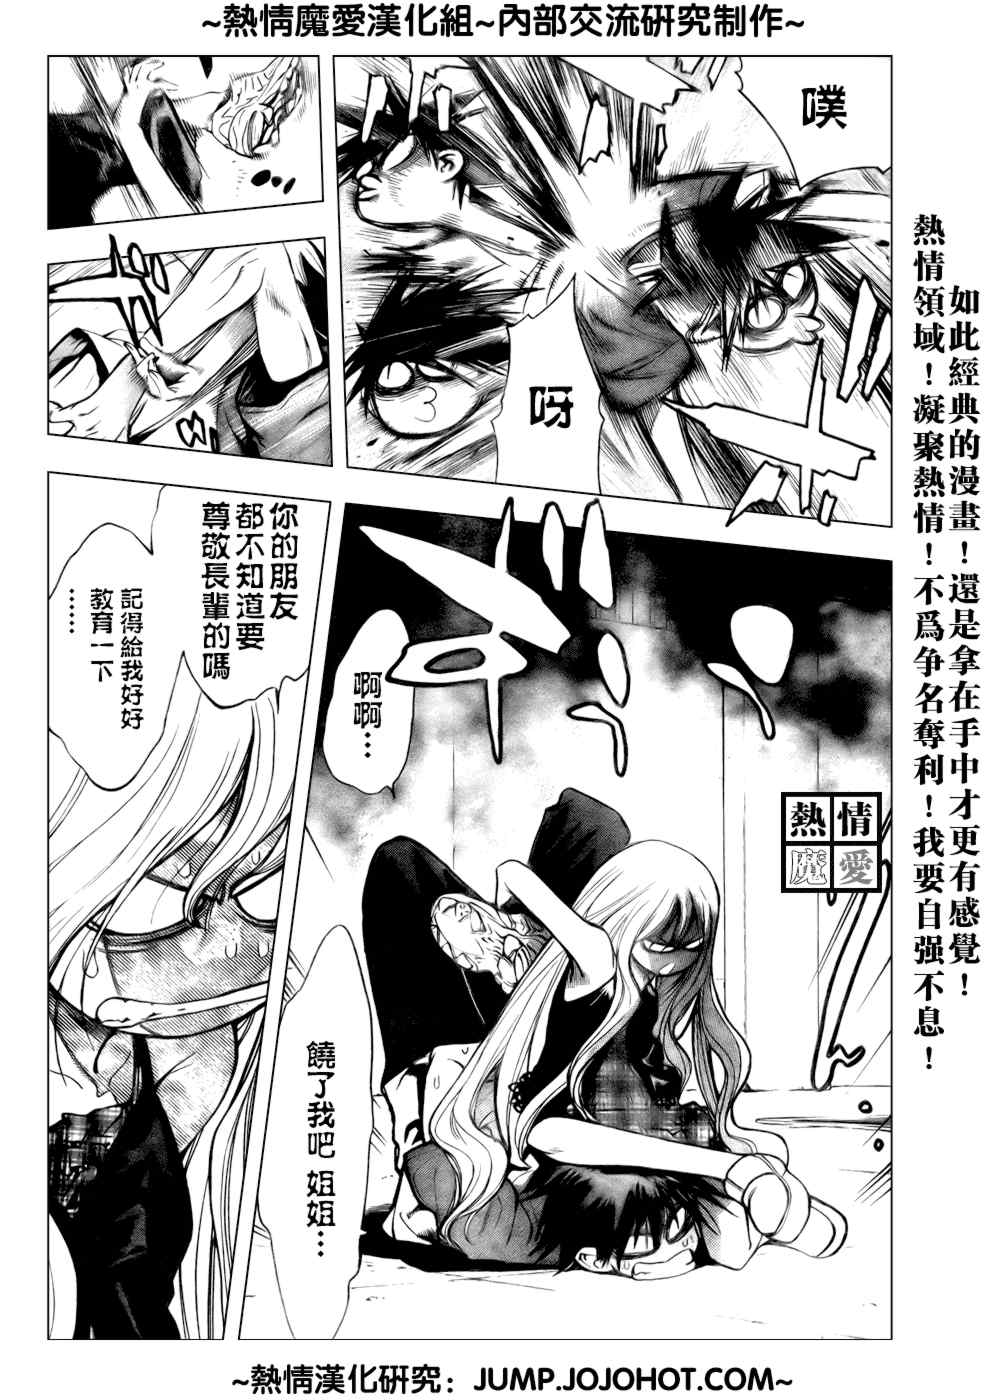 ~熱情魔愛漢化組~內部交流研究制作~
噗
呀
如此經典的漫畫！還是拿在手中才更有感覺！
熱情領域！凝聚熱情！不爲争名奪利！我要自强不息！
啊
啊…
你的朋友
都不知道要
尊敬長輩的嗎
記得給我好好
教育一下
……
熱情
魔愛
饒了我吧 姐姐…
~熱情漢化研究：JUMP.JOJOHOT.COM~